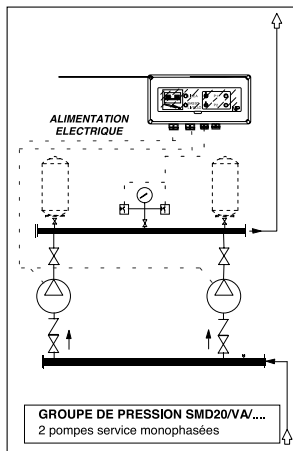 ALIMENTATION
ELECTRIQUE
GROUPE DE PRESSION SMD20/VA/....
2 pompes service monophasées